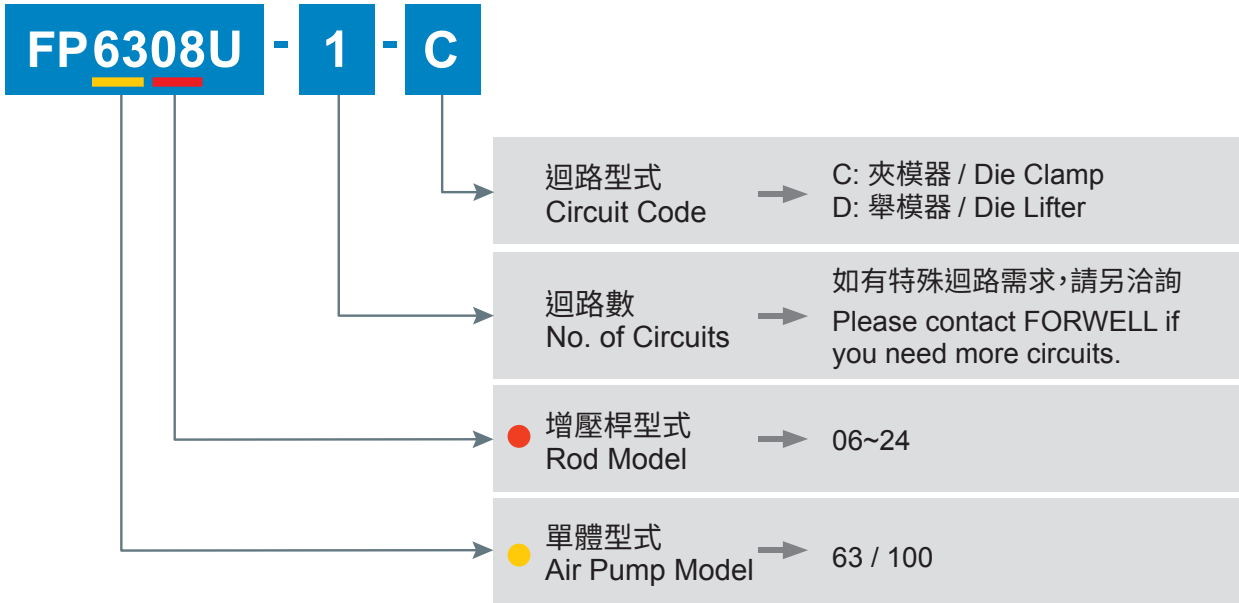 FP6308U - 1 - C
迴路型式
Circuit Code
C: 夾模器 / Die Clamp
D: 舉模器 / Die Lifter
迴路數
No. of Circuits
如有特殊迴路需求，請另洽詢
Please contact FORWELL if
you need more circuits.
增壓桿型式
Rod Model
06~24
單體型式
Air Pump Model
63 / 100